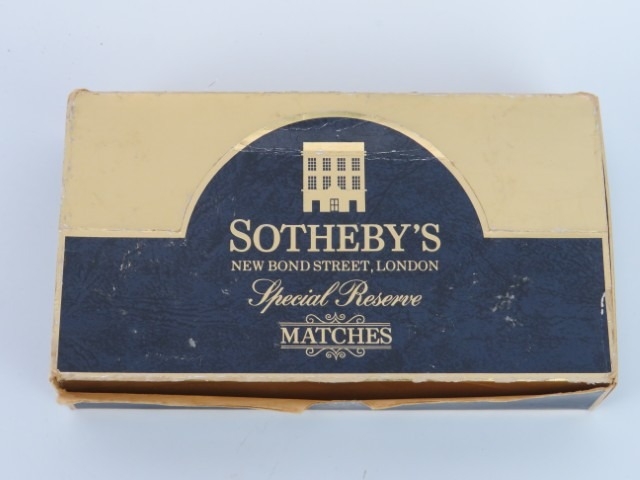 SOTHEBY'S
NEW BOND STREET, LONDON
Special Reserve
MATCHES